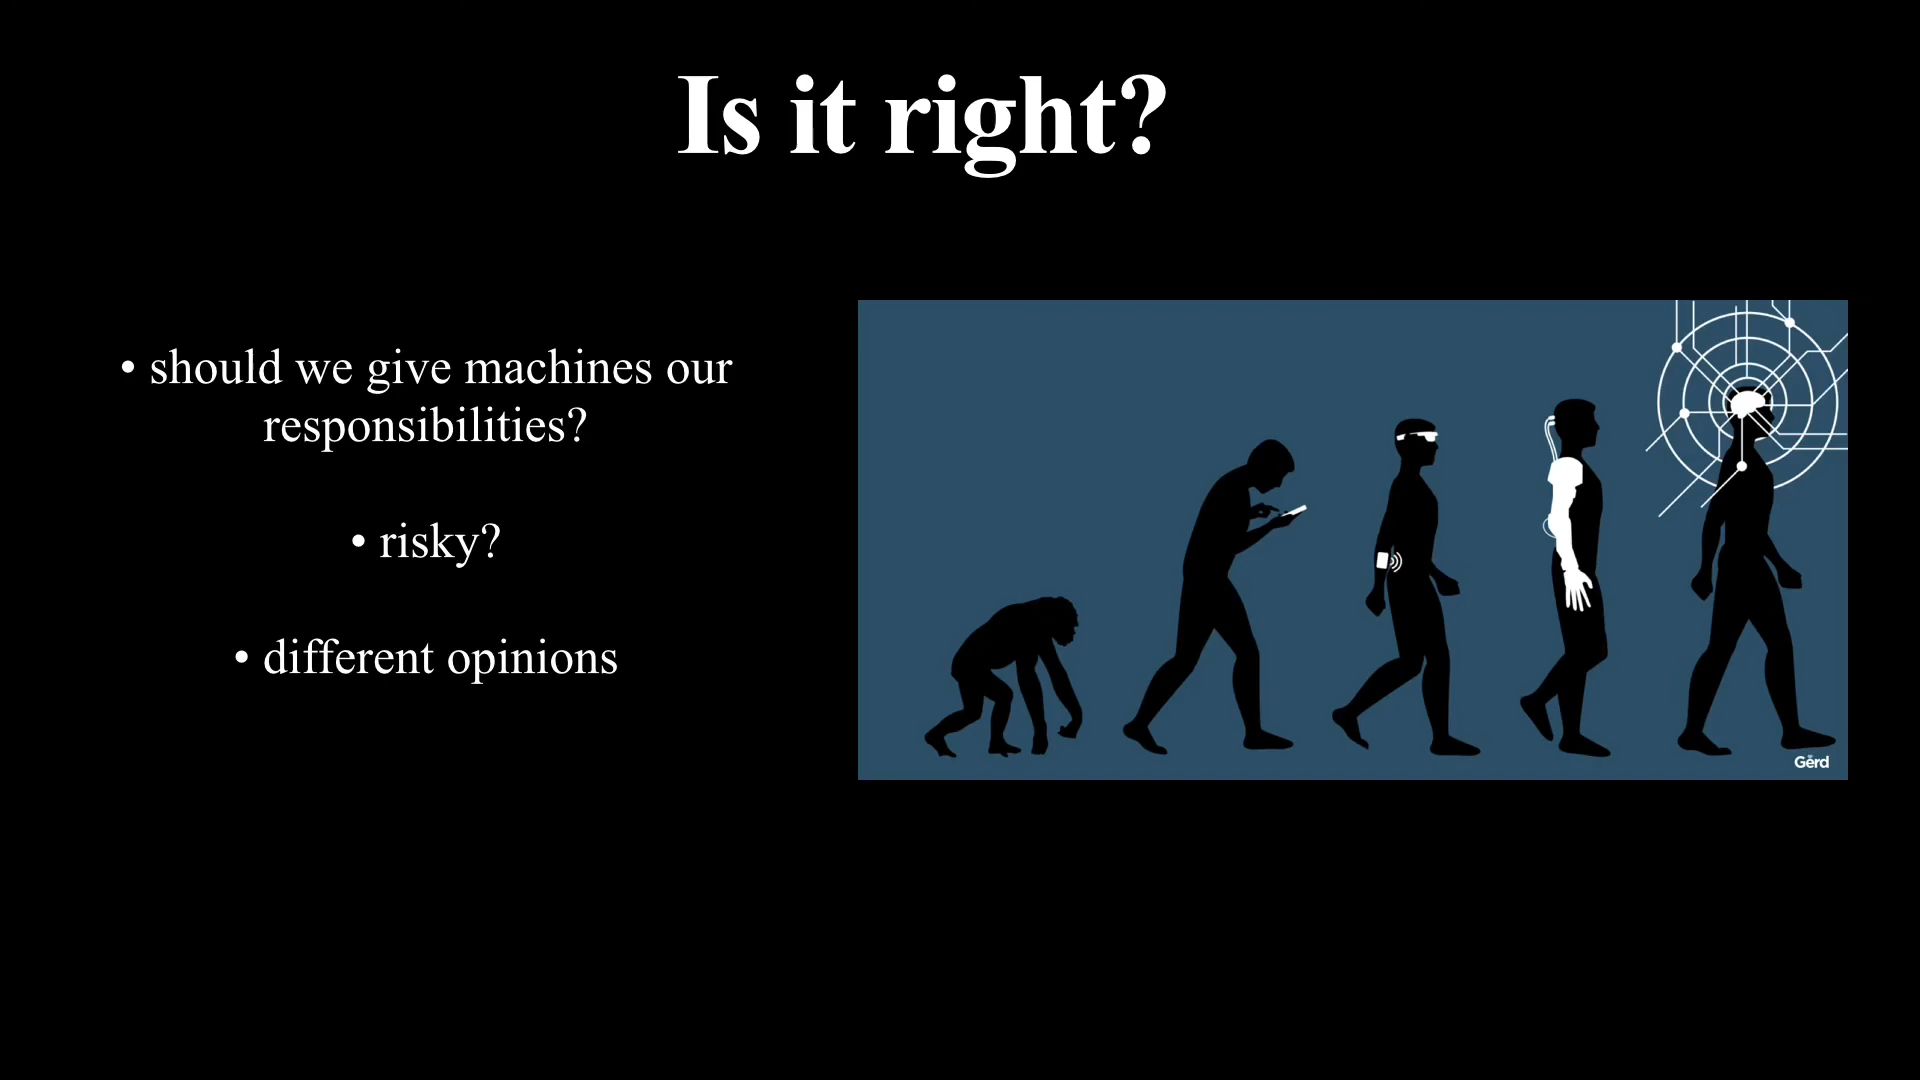 Is it right?
• should we give machines our
responsibilities?
• risky?
• different opinions
Gerd